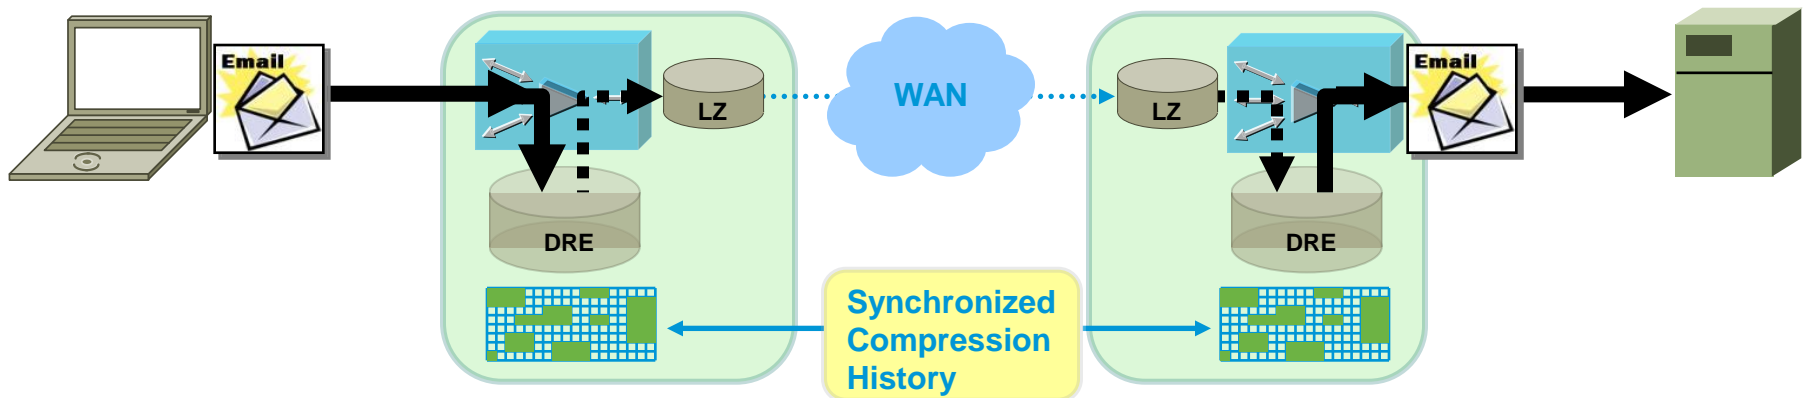 Email
LZ
WAN
LZ
Email
DRE
DRE
Synchronized
Compression
History